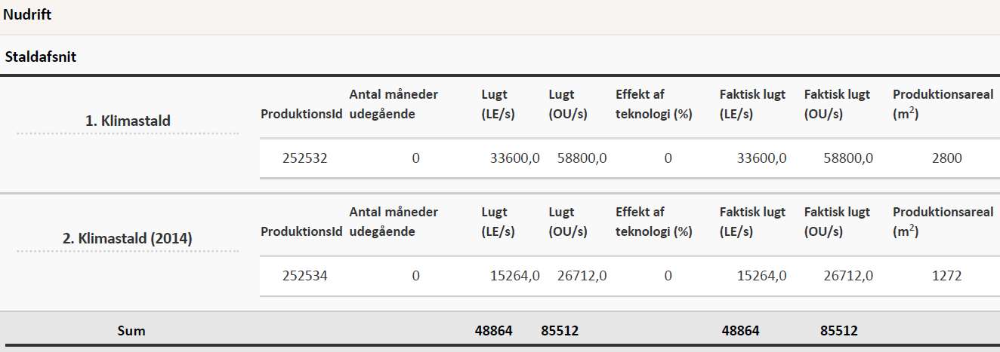 Nudrift
Staldafsnit
1. Klimastald
ProduktionsId Antal måneder udegående Lugt (LE/s) Lugt (OU/s) Effekt af teknologi (%) Faktisk lugt (LE/s) Faktisk lugt (OU/s) Produktionsareal (m²)
252532 0 33600,0 58800,0 0 33600,0 58800,0 2800
2. Klimastald (2014)
ProduktionsId Antal måneder udegående Lugt (LE/s) Lugt (OU/s) Effekt af teknologi (%) Faktisk lugt (LE/s) Faktisk lugt (OU/s) Produktionsareal (m²)
252534 0 15264,0 26712,0 0 15264,0 26712,0 1272
Sum 48864 85512 48864 85512